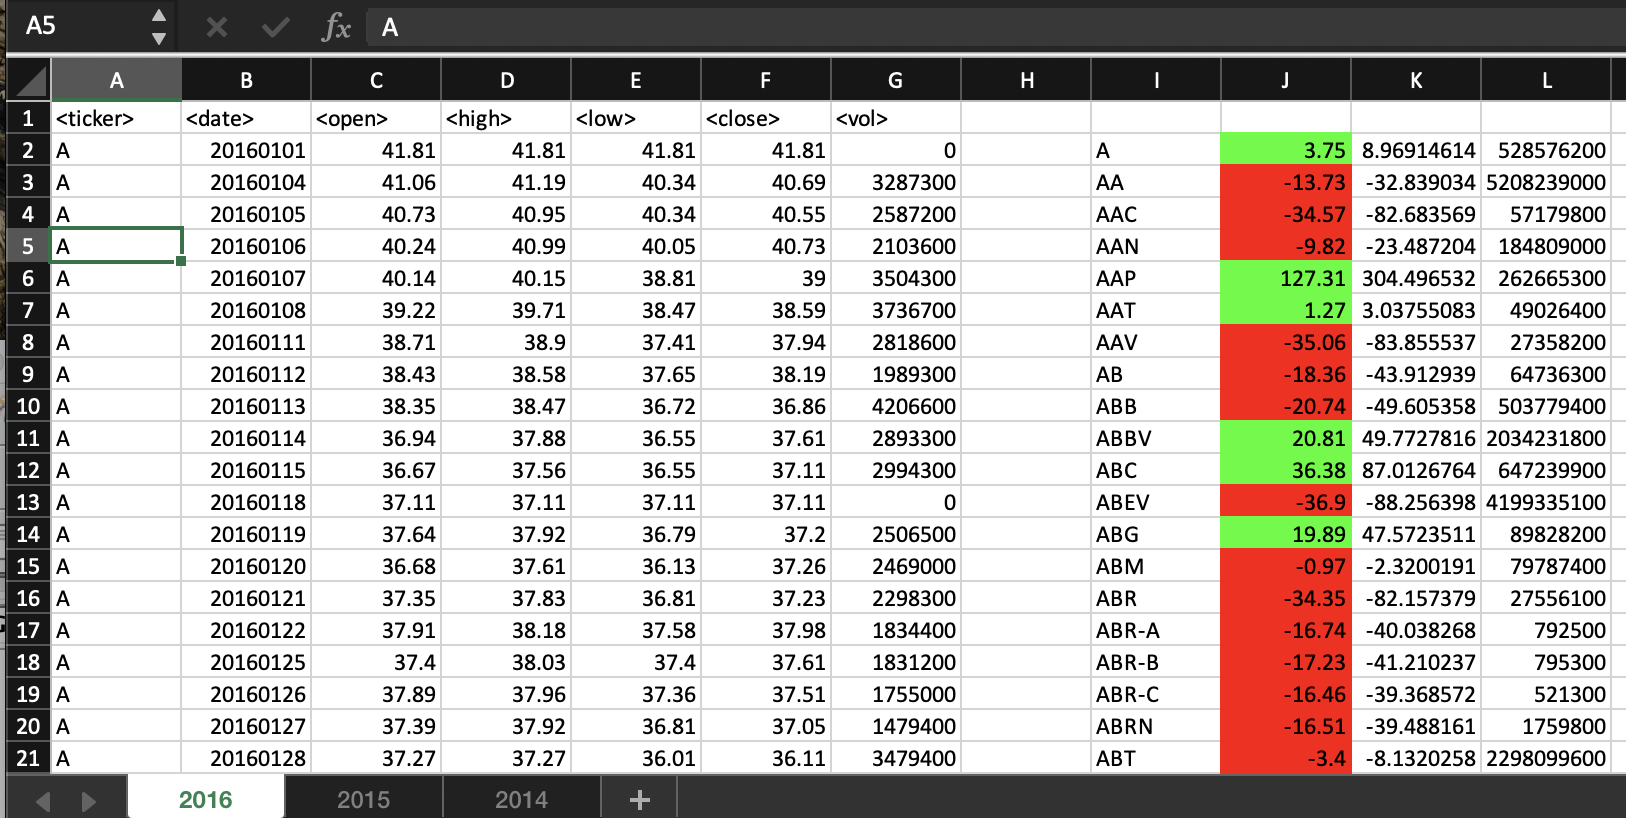 A5 fx A
A B C D E F G H I J K L
1 <ticker> <date> <open> <high> <low> <close> <vol>
2 A 20160101 41.81 41.81 41.81 41.81 0 A 3.75 8.96914614 528576200
3 A 20160104 41.06 41.19 40.34 40.69 3287300 AA -13.73 -32.839034 5208239000
4 A 20160105 40.73 40.95 40.34 40.55 2587200 AAC -34.57 -82.683569 57179800
5 A 20160106 40.24 40.99 40.05 40.73 2103600 AAN -9.82 -23.487204 184809000
6 A 20160107 40.14 40.15 38.81 39 3504300 AAP 127.31 304.496532 262665300
7 A 20160108 39.22 39.71 38.47 38.59 3736700 AAT 1.27 3.03755083 49026400
8 A 20160111 38.71 38.9 37.41 37.94 2818600 AAV -35.06 -83.855537 27358200
9 A 20160112 38.43 38.58 37.65 38.19 1989300 AB -18.36 -43.912939 64736300
10 A 20160113 38.35 38.47 36.72 36.86 4206600 ABB -20.74 -49.605358 503779400
11 A 20160114 36.94 37.88 36.55 37.61 2893300 ABBV 20.81 49.7727816 2034231800
12 A 20160115 36.67 37.56 36.55 37.11 2994300 ABC 36.38 87.0126764 647239900
13 A 20160118 37.11 37.11 37.11 37.11 0 ABEV -36.9 -88.256398 4199335100
14 A 20160119 37.64 37.92 36.79 37.2 2506500 ABG 19.89 47.5723511 89828200
15 A 20160120 36.68 37.61 36.13 37.26 2469000 ABM -0.97 -2.3200191 79787400
16 A 20160121 37.35 37.83 36.81 37.23 2298300 ABR -34.35 -82.157379 27556100
17 A 20160122 37.91 38.18 37.58 37.98 1834400 ABR-A -16.74 -40.038268 792500
18 A 20160125 37.4 38.03 37.4 37.61 1831200 ABR-B -17.23 -41.210237 795300
19 A 20160126 37.89 37.96 37.36 37.51 1755000 ABR-C -16.46 -39.368572 521300
20 A 20160127 37.39 37.92 36.81 37.05 1479400 ABRN -16.51 -39.488161 1759800
21 A 20160128 37.27 37.27 36.01 36.11 3479400 ABT -3.4 -8.1320258 2298099600
2016 2015 2014 +